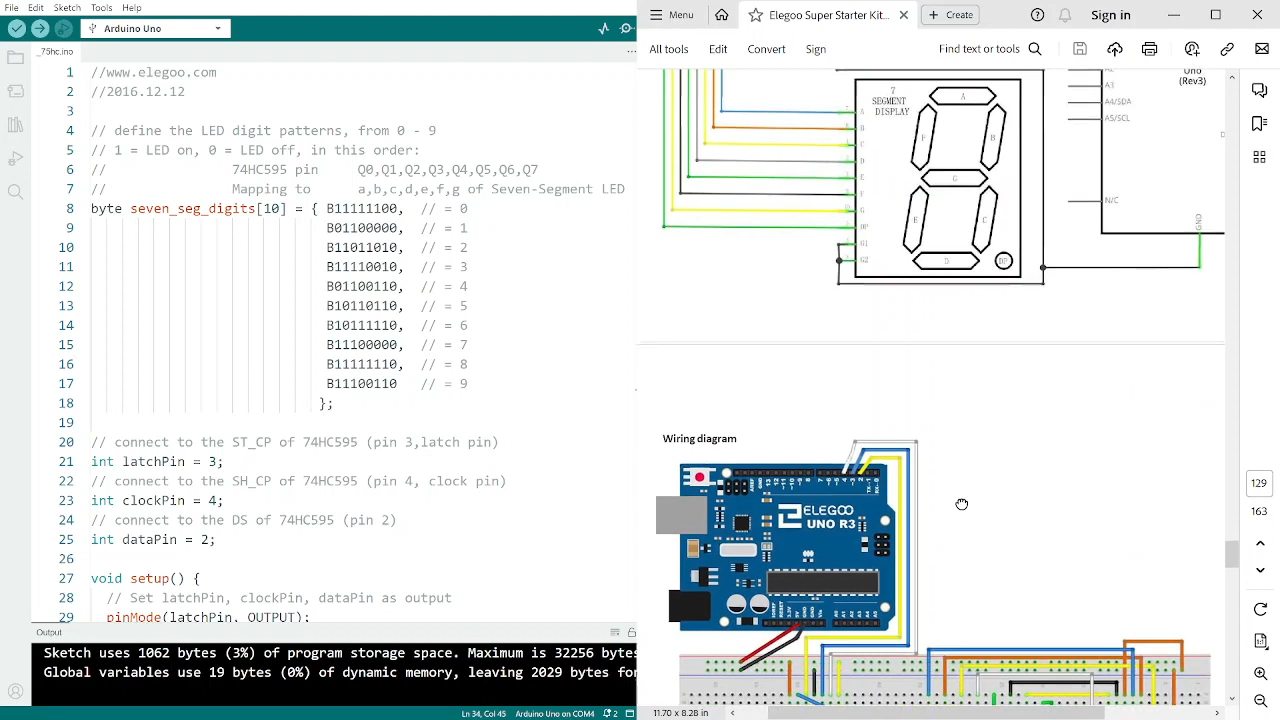 File Edit Sketch Tools Help
Arduino Uno
_75hc.ino
1 //www.elegoo.com
2 //2016.12.12
3
4 // define the LED digit patterns, from 0 - 9
5 // 1 = LED on, 0 = LED off, in this order:
6 // 74HC595 pin Q0,Q1,Q2,Q3,Q4,Q5,Q6,Q7
7 // Mapping to a,b,c,d,e,f,g of Seven-Segment LED
8 byte seven_seg_digits[10] = { B11111100, // = 0
9 B01100000, // = 1
10 B11011010, // = 2
11 B11110010, // = 3
12 B01100110, // = 4
13 B10110110, // = 5
14 B10111110, // = 6
15 B11100000, // = 7
16 B11111110, // = 8
17 B11100110 // = 9
18 };
19
20 // connect to the ST_CP of 74HC595 (pin 3,latch pin)
21 int latchPin = 3;
22 // connect to the SH_CP of 74HC595 (pin 4, clock pin)
23 int clockPin = 4;
24 // connect to the DS of 74HC595 (pin 2)
25 int dataPin = 2;
26
27 void setup() {
28 // Set latchPin, clockPin, dataPin as output
29 pinMode(latchPin, OUTPUT);
Output
Sketch uses 1062 bytes (3%) of program storage space. Maximum is 32256 bytes
Global variables use 19 bytes (0%) of dynamic memory, leaving 2029 bytes for
Ln 34, Col 45 Arduino Uno on COM4 2
Menu Elegoo Super Starter Kit... Create Sign in
All tools Edit Convert Sign Find text or tools
Uno
(Rev3)
A3
A4/SDA
A5/SCL
N/C
GND
7
SEGMENT
DISPLAY
A
B
C
D
E
F
G
DP
G1
G2
A
F
B
G
E
C
D
DP
Wiring diagram
ELEGOO
UNO R3
129
163
11.70 x 8.28 in